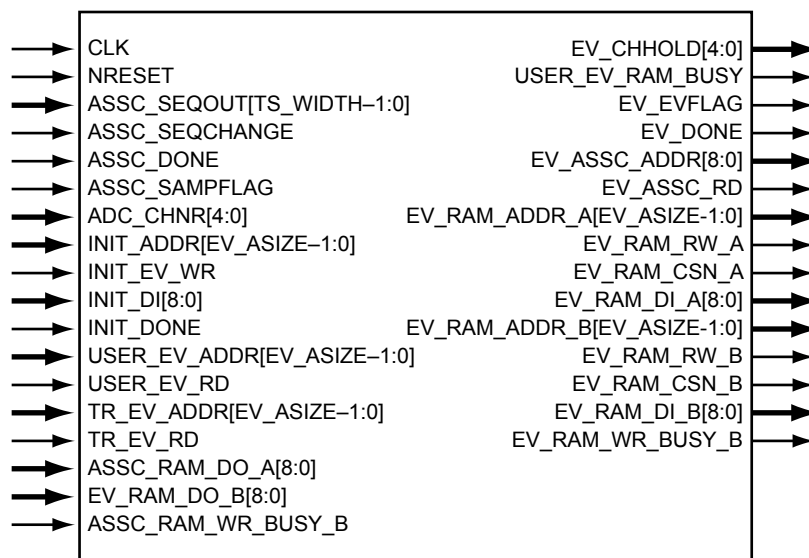 CLK
NRESET
ASSC_SEQOUT[TS_WIDTH–1:0]
ASSC_SEQCHANGE
ASSC_DONE
ASSC_SAMPFLAG
ADC_CHNR[4:0]
INIT_ADDR[EV_ASIZE–1:0]
INIT_EV_WR
INIT_DI[8:0]
INIT_DONE
USER_EV_ADDR[EV_ASIZE–1:0]
USER_EV_RD
TR_EV_ADDR[EV_ASIZE–1:0]
TR_EV_RD
ASSC_RAM_DO_A[8:0]
EV_RAM_DO_B[8:0]
ASSC_RAM_WR_BUSY_B
EV_CHHOLD[4:0]
USER_EV_RAM_BUSY
EV_EVFLAG
EV_DONE
EV_ASSC_ADDR[8:0]
EV_ASSC_RD
EV_RAM_ADDR_A[EV_ASIZE-1:0]
EV_RAM_RW_A
EV_RAM_CSN_A
EV_RAM_DI_A[8:0]
EV_RAM_ADDR_B[EV_ASIZE-1:0]
EV_RAM_RW_B
EV_RAM_CSN_B
EV_RAM_DI_B[8:0]
EV_RAM_WR_BUSY_B